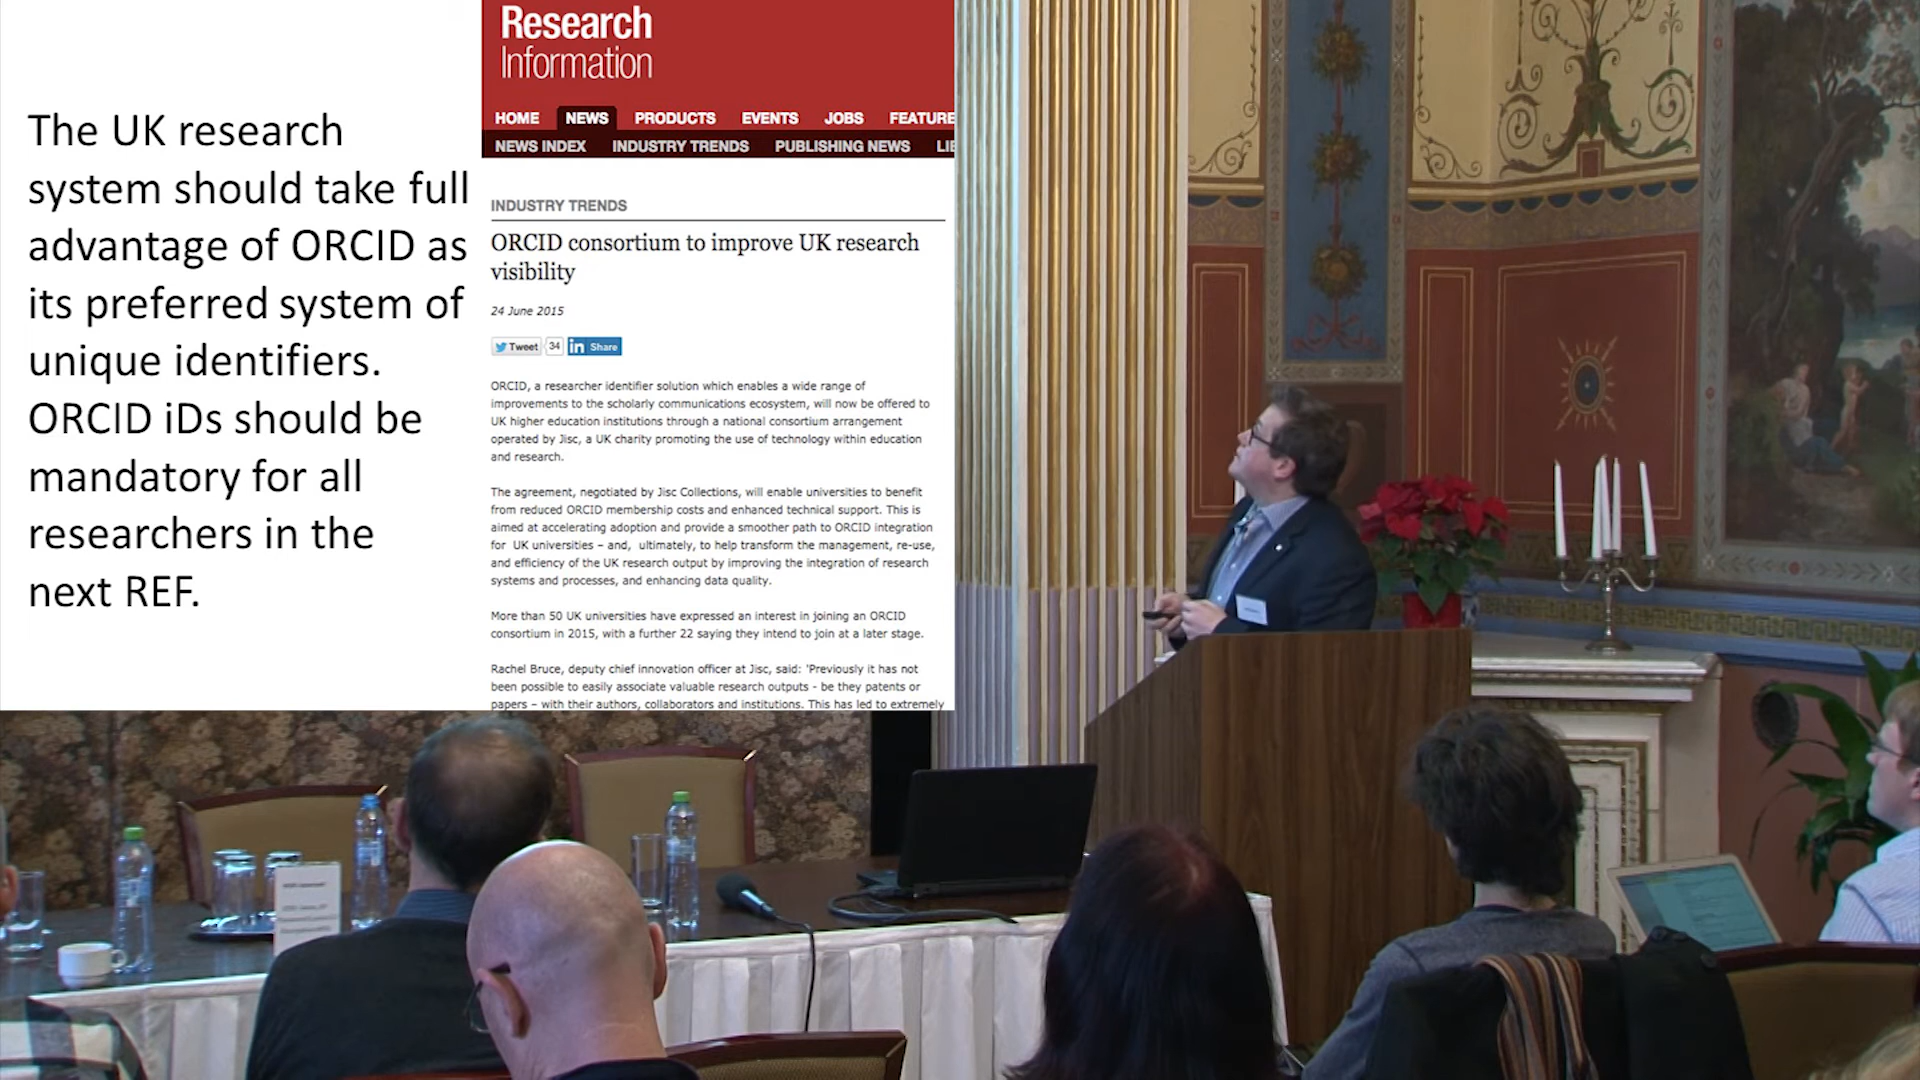 The UK research
system should take full
advantage of ORCID as
its preferred system of
unique identifiers.
ORCID iDs should be
mandatory for all
researchers in the
next REF.
Research
Information
HOME NEWS PRODUCTS EVENTS JOBS FEATURE
NEWS INDEX INDUSTRY TRENDS PUBLISHING NEWS LIE
INDUSTRY TRENDS
ORCID consortium to improve UK research
visibility
24 June 2015
Tweet 34 in Share
ORCID, a researcher identifier solution which enables a wide range of
improvements to the scholarly communications ecosystem, will now be offered to
UK higher education institutions through a national consortium arrangement
operated by Jisc, a UK charity promoting the use of technology within education
and research.
The agreement, negotiated by Jisc Collections, will enable universities to benefit
from reduced ORCID membership costs and enhanced technical support. This is
aimed at accelerating adoption and provide a smoother path to ORCID integration
for UK universities – and, ultimately, to help transform the management, re-use,
and efficiency of the UK research output by improving the integration of research
systems and processes, and enhancing data quality.
More than 50 UK universities have expressed an interest in joining an ORCID
consortium in 2015, with a further 22 saying they intend to join at a later stage.
Rachel Bruce, deputy chief innovation officer at Jisc, said: 'Previously it has not
been possible to easily associate valuable research outputs - be they patents or
papers – with their authors, collaborators and institutions. This has led to extremely